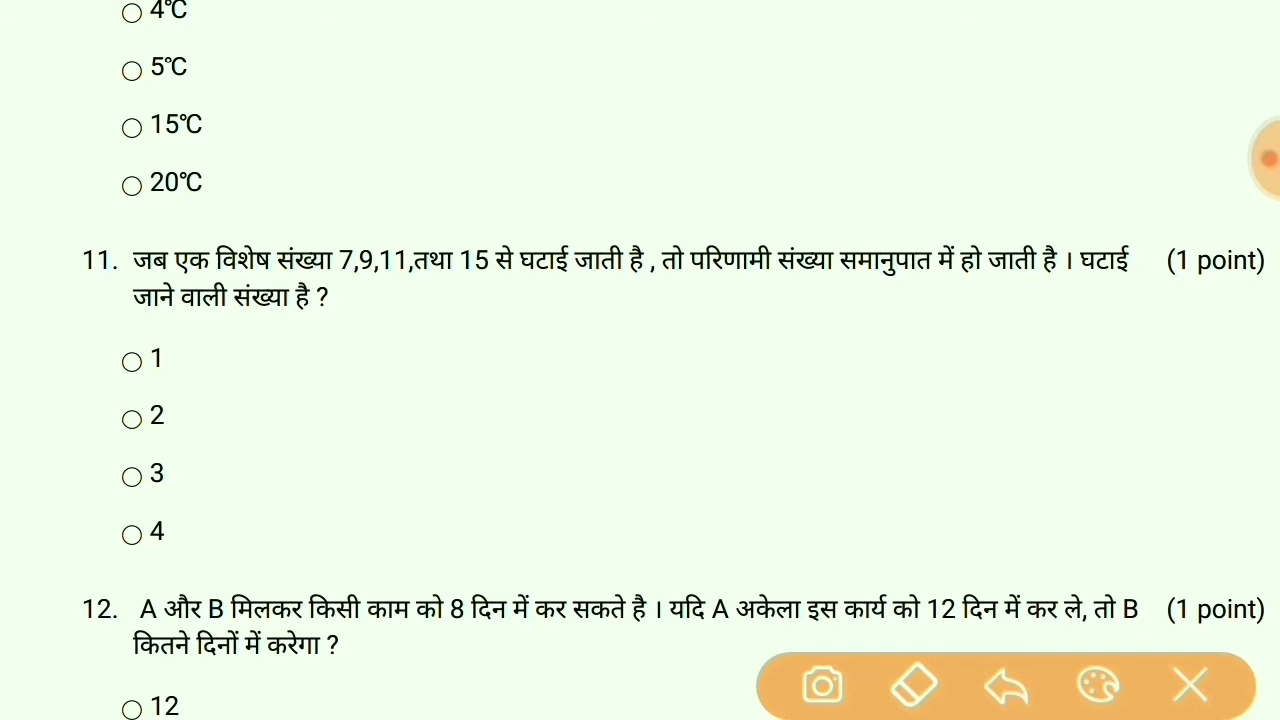 4℃
5℃
15℃
20℃
11. जब एक विशेष संख्या 7,9,11,तथा 15 से घटाई जाती है , तो परिणामी संख्या समानुपात में हो जाती है । घटाई (1 point)
जाने वाली संख्या है ?
1
2
3
4
12. A और B मिलकर किसी काम को 8 दिन में कर सकते है । यदि A अकेला इस कार्य को 12 दिन में कर ले, तो B (1 point)
कितने दिनों में करेगा ?
12